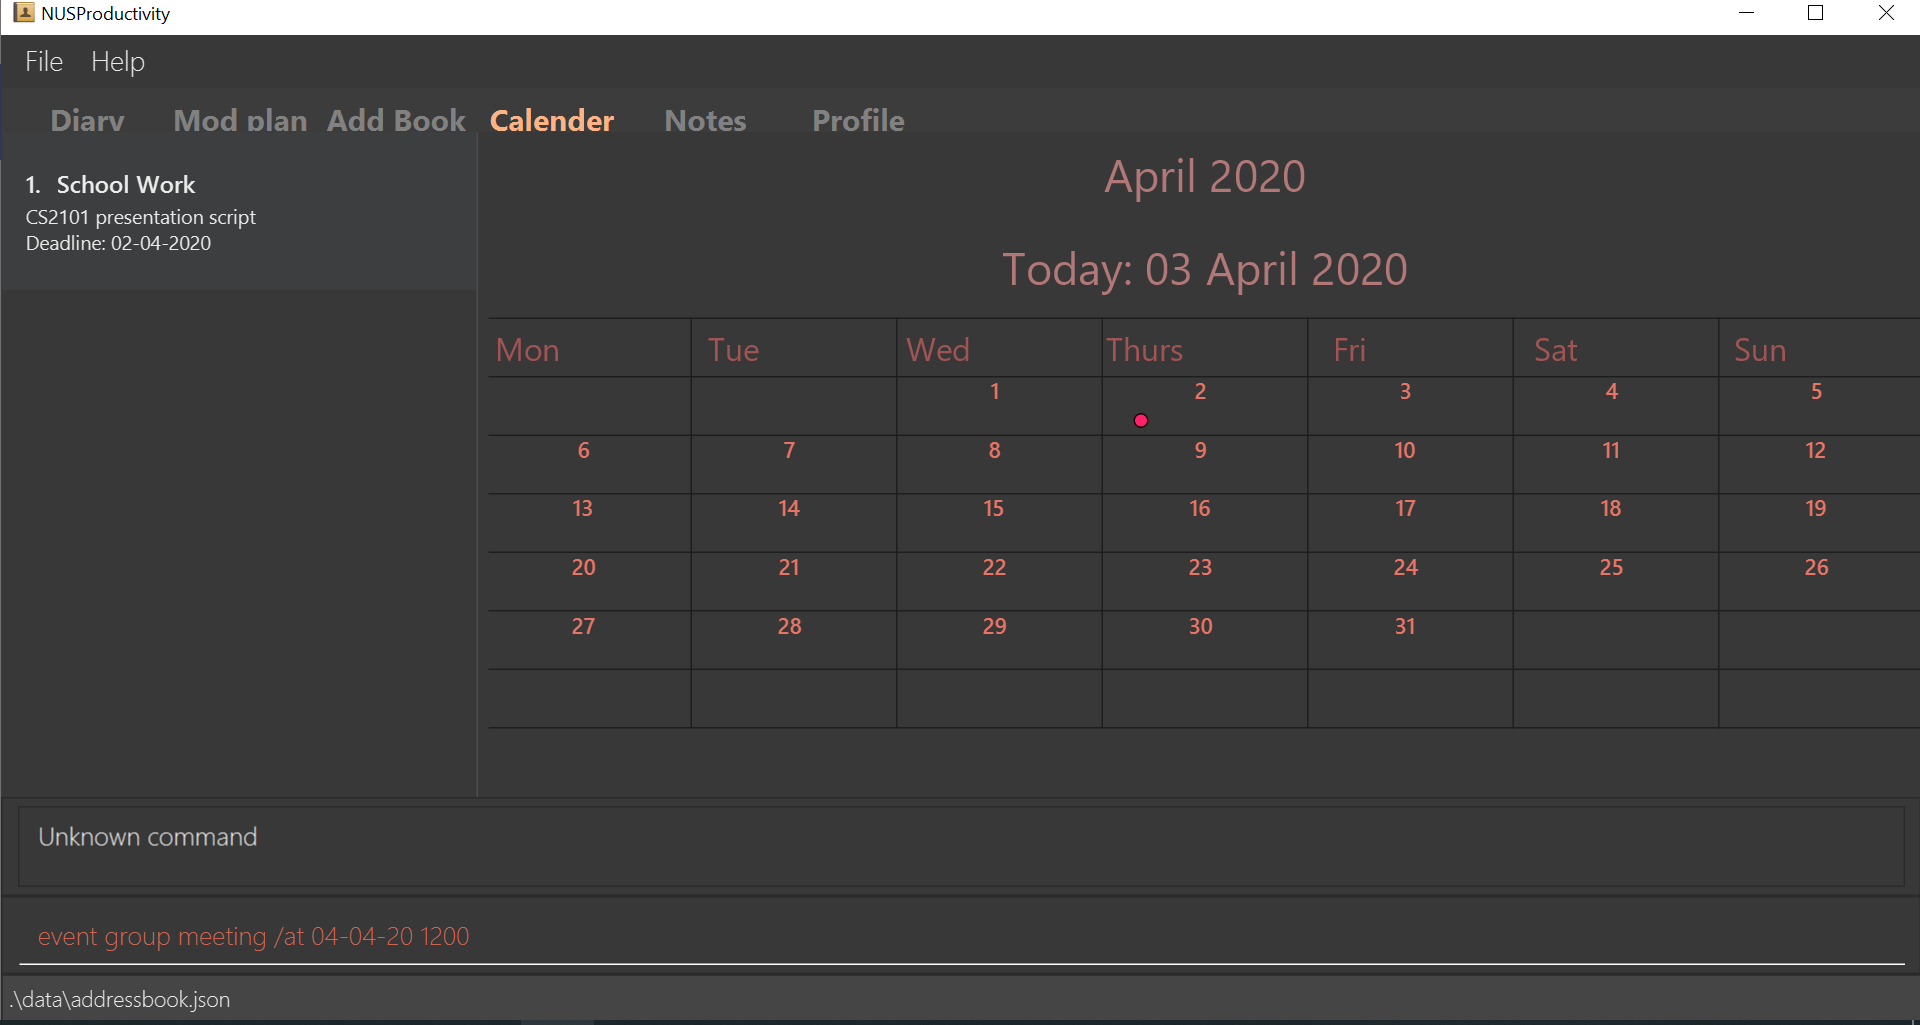 NUSProductivity
File Help
Diary Mod plan Add Book Calender Notes Profile
1. School Work
CS2101 presentation script
Deadline: 02-04-2020
April 2020
Today: 03 April 2020
Mon Tue Wed Thurs Fri Sat Sun
1 2 3 4 5
6 7 8 9 10 11 12
13 14 15 16 17 18 19
20 21 22 23 24 25 26
27 28 29 30 31
Unknown command
event group meeting /at 04-04-20 1200
.\data\addressbook.json